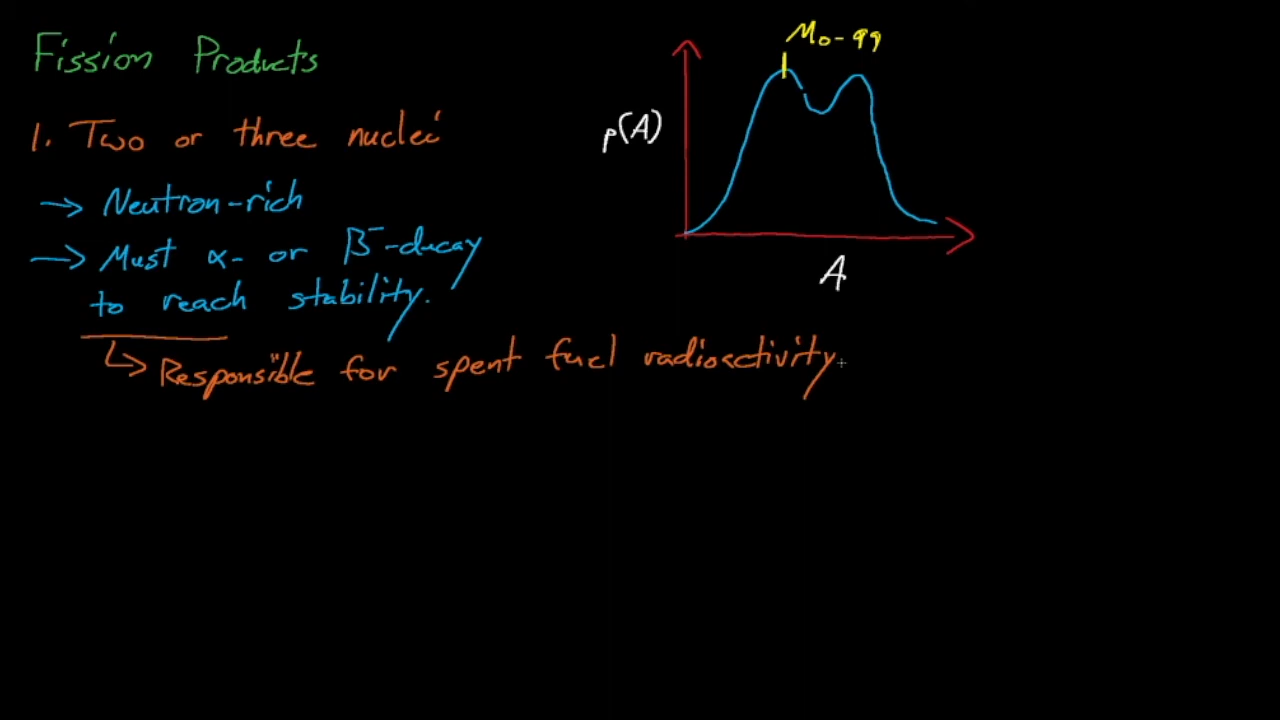 Fission Products
Mo-99
1. Two or three nuclei
p(A)
→ Neutron-rich
→ Must α- or β⁻-decay
to reach stability.
A
↳ Responsible for spent fuel radioactivity